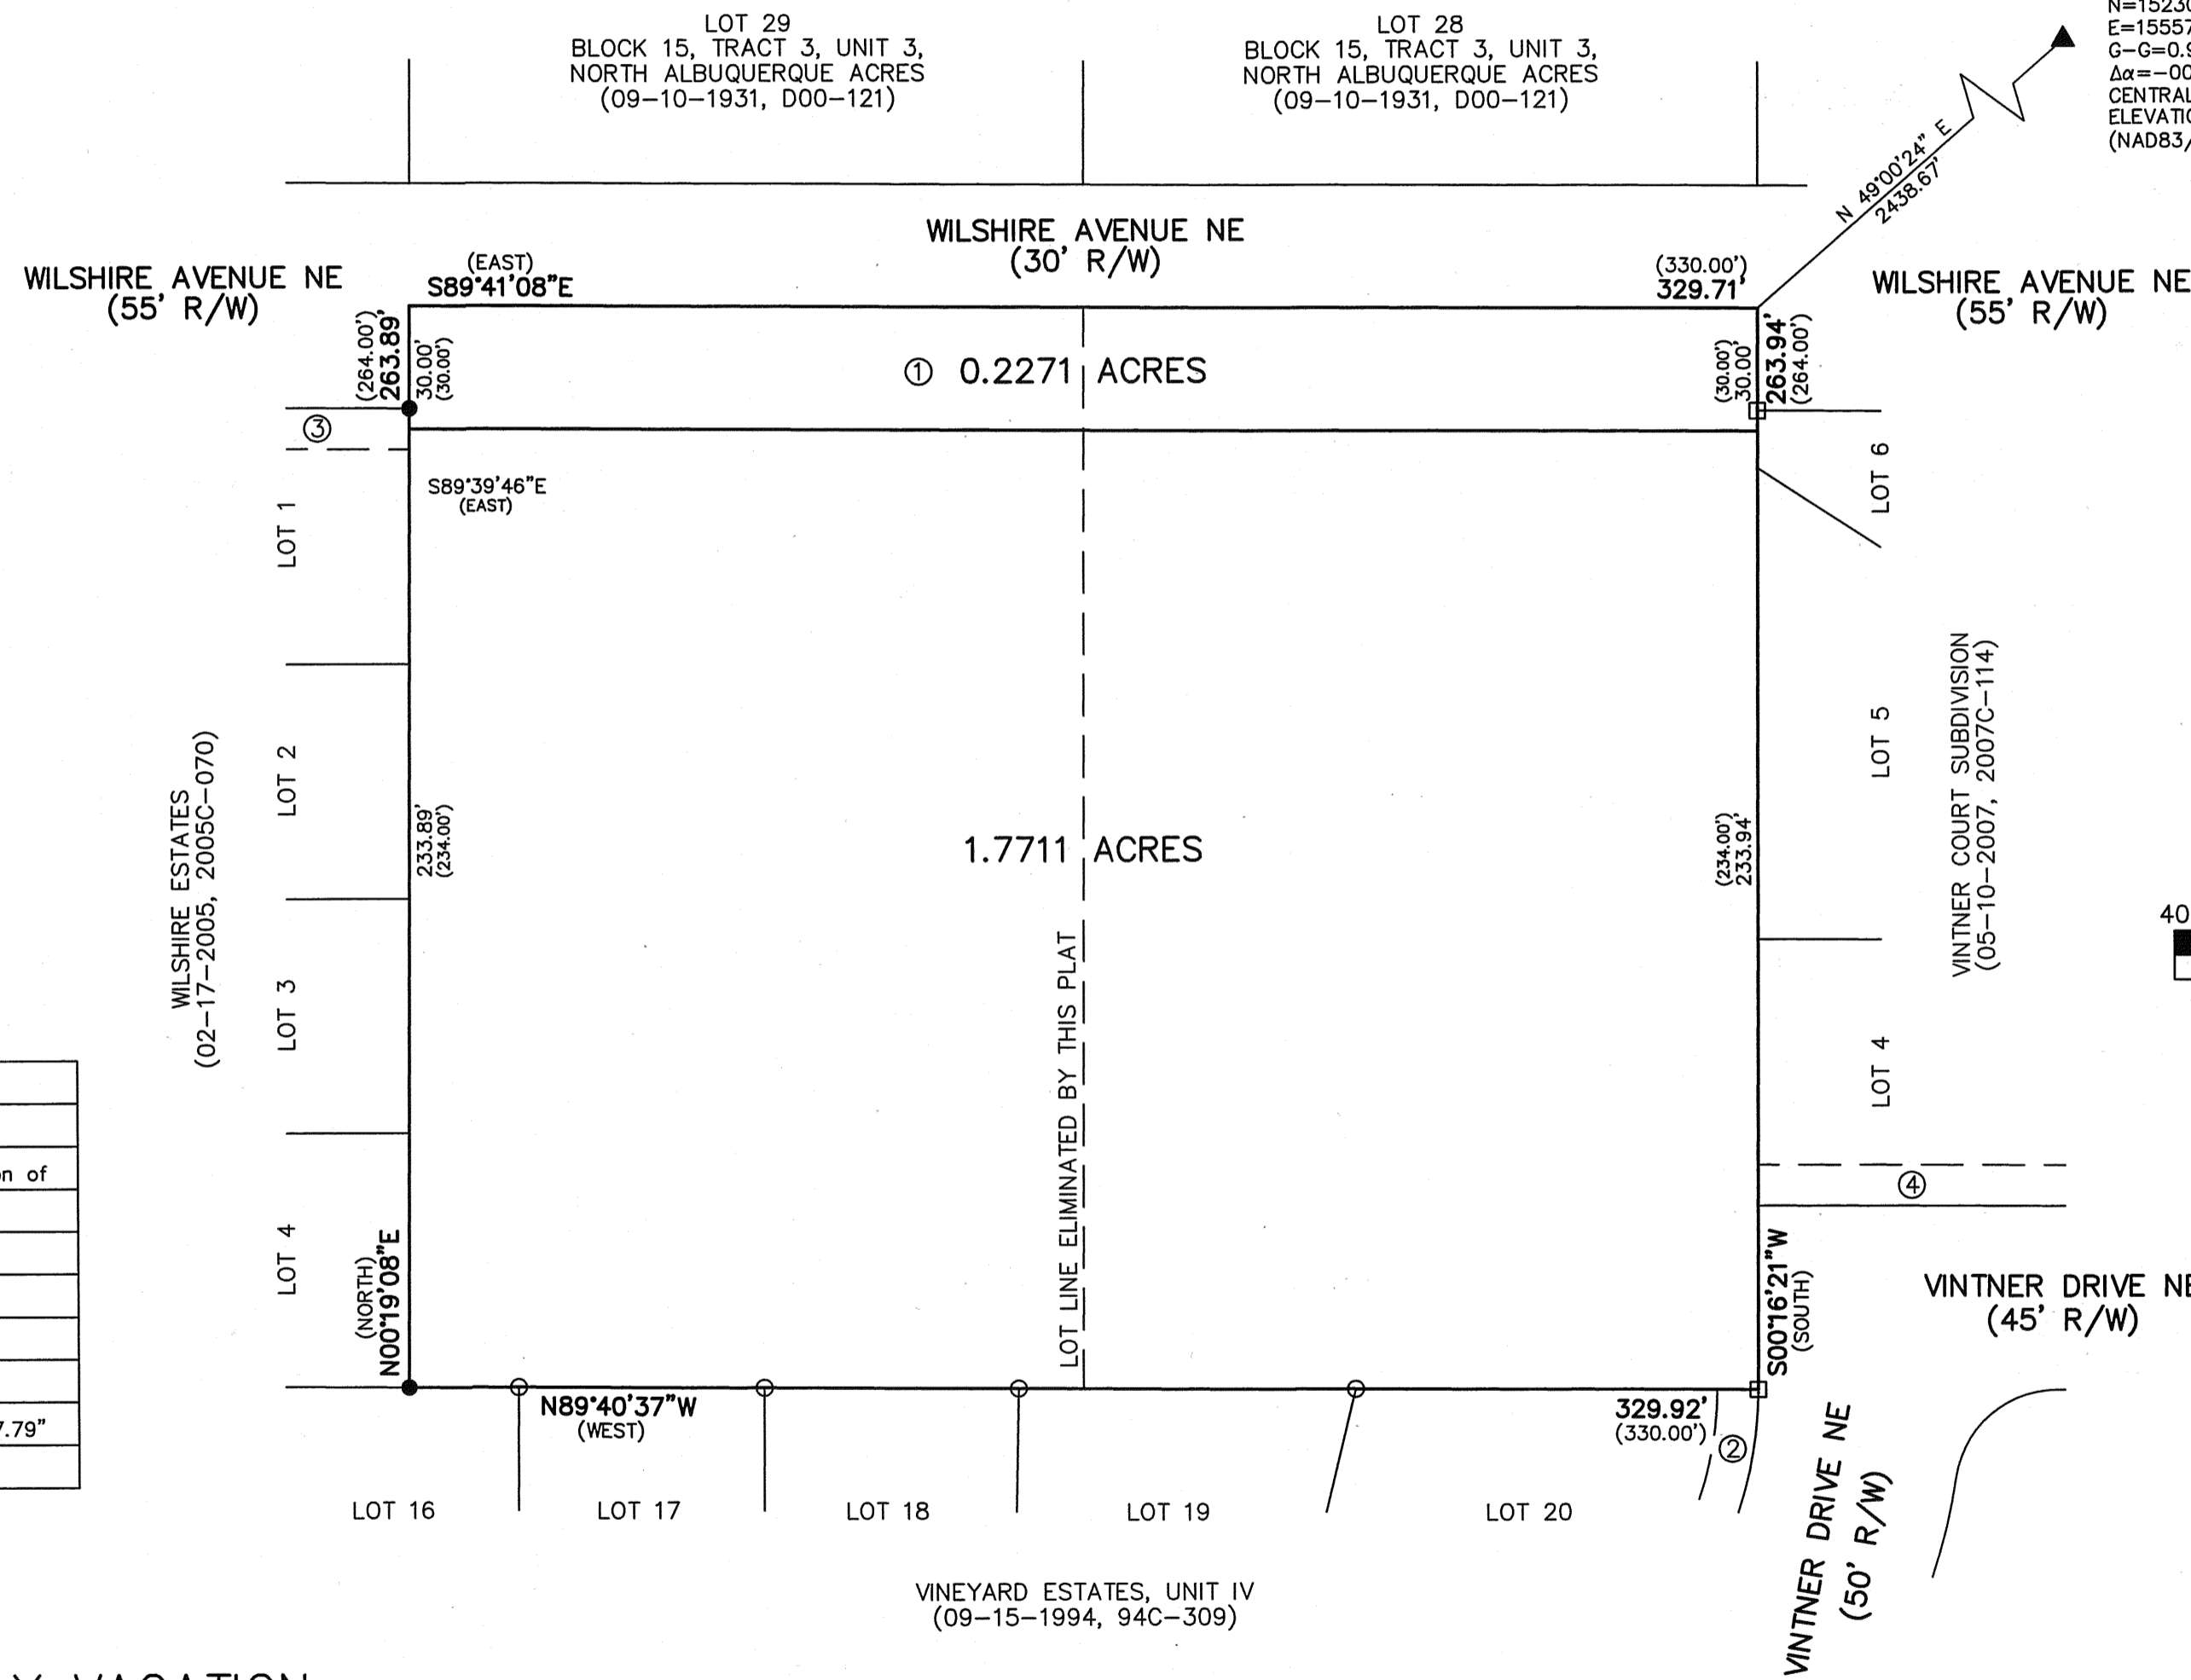 LOT 29
BLOCK 15, TRACT 3, UNIT 3,
NORTH ALBUQUERQUE ACRES
(09-10-1931, D00-121)
LOT 28
BLOCK 15, TRACT 3, UNIT 3,
NORTH ALBUQUERQUE ACRES
(09-10-1931, D00-121)
E=15557
G-G=0.9
Δα=-00
CENTRAL
(NAD83/
N 49°00'24" E
2438.67'
WILSHIRE AVENUE NE
(30' R/W)
WILSHIRE AVENUE NE
(55' R/W)
(EAST)
S89°41'08"E
(330.00')
329.71'
WILSHIRE AVENUE NE
(55' R/W)
(264.00')
263.89'
30.00'
(30.00')
① 0.2271 ACRES
(30.00')
30.00'
263.94'
(264.00')
③
S89°39'46"E
(EAST)
LOT 1
LOT 2
LOT 3
LOT 4
WILSHIRE ESTATES
(02-17-2005, 2005C-070)
233.89'
(234.00')
1.7711 ACRES
(234.00')
233.94'
LOT 6
LOT 5
LOT 4
VINTNER COURT SUBDIVISION
(05-10-2007, 2007C-114)
40
LOT LINE ELIMINATED BY THIS PLAT
n of
7.79"
④
(NORTH)
N00°19'08"E
S00°16'21"W
(SOUTH)
VINTNER DRIVE NE
(45' R/W)
N89°40'37"W
(WEST)
329.92'
(330.00')
②
VINTNER DRIVE NE
(50' R/W)
LOT 16
LOT 17
LOT 18
LOT 19
LOT 20
VINEYARD ESTATES, UNIT IV
(09-15-1994, 94C-309)